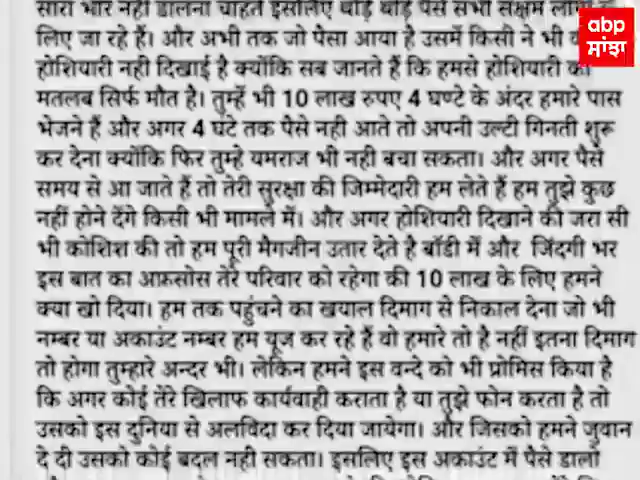 सारा भार नही डालना चाहते इसलिए थोड़े थोड़े पैसे सभी सक्षम
लिए जा रहे हैं। और अभी तक जो पैसा आया है उसमें किसी ने भी
होशियारी नही दिखाई है क्योंकि सब जानते हैं कि हमसे होशियारी का
मतलब सिर्फ मौत है। तुम्हें भी 10 लाख रुपए 4 घण्टे के अंदर हमारे पास
भेजने हैं और अगर 4 घंटे तक पैसे नही आते तो अपनी उल्टी गिनती शुरू
कर देना क्योंकि फिर तुम्हे यमराज भी नही बचा सकता। और अगर पैसे
समय से आ जाते हैं तो तेरी सुरक्षा की जिम्मेदारी हम लेते हैं हम तुझे कुछ
नहीं होने देंगे किसी भी मामले में। और अगर होशियारी दिखाने की जरा सी
भी कोशिश की तो हम पूरी मैगजीन उतार देते है बॉडी में और जिंदगी भर
इस बात का आफ़सोस तेरे परिवार को रहेगा की 10 लाख के लिए हमने
क्या खो दिया। हम तक पहुंचने का खयाल दिमाग से निकाल देना जो भी
नम्बर या अकाउंट नम्बर हम यूज कर रहे हैं वो हमारे तो है नहीं इतना दिमाग
तो होगा तुम्हारे अन्दर भी। लेकिन हमने इस वन्दे को भी प्रोमिस किया है
कि अगर कोई तेरे खिलाफ कार्यवाही कराता है या तुझे फोन करता है तो
उसको इस दुनिया से अलविदा कर दिया जायेगा। और जिसको हमने जुवान
दे दी उसको कोई बदल नही सकता। इसलिए इस अकाउंट में पैसे डालो
abp
ਸਾਂਝਾ